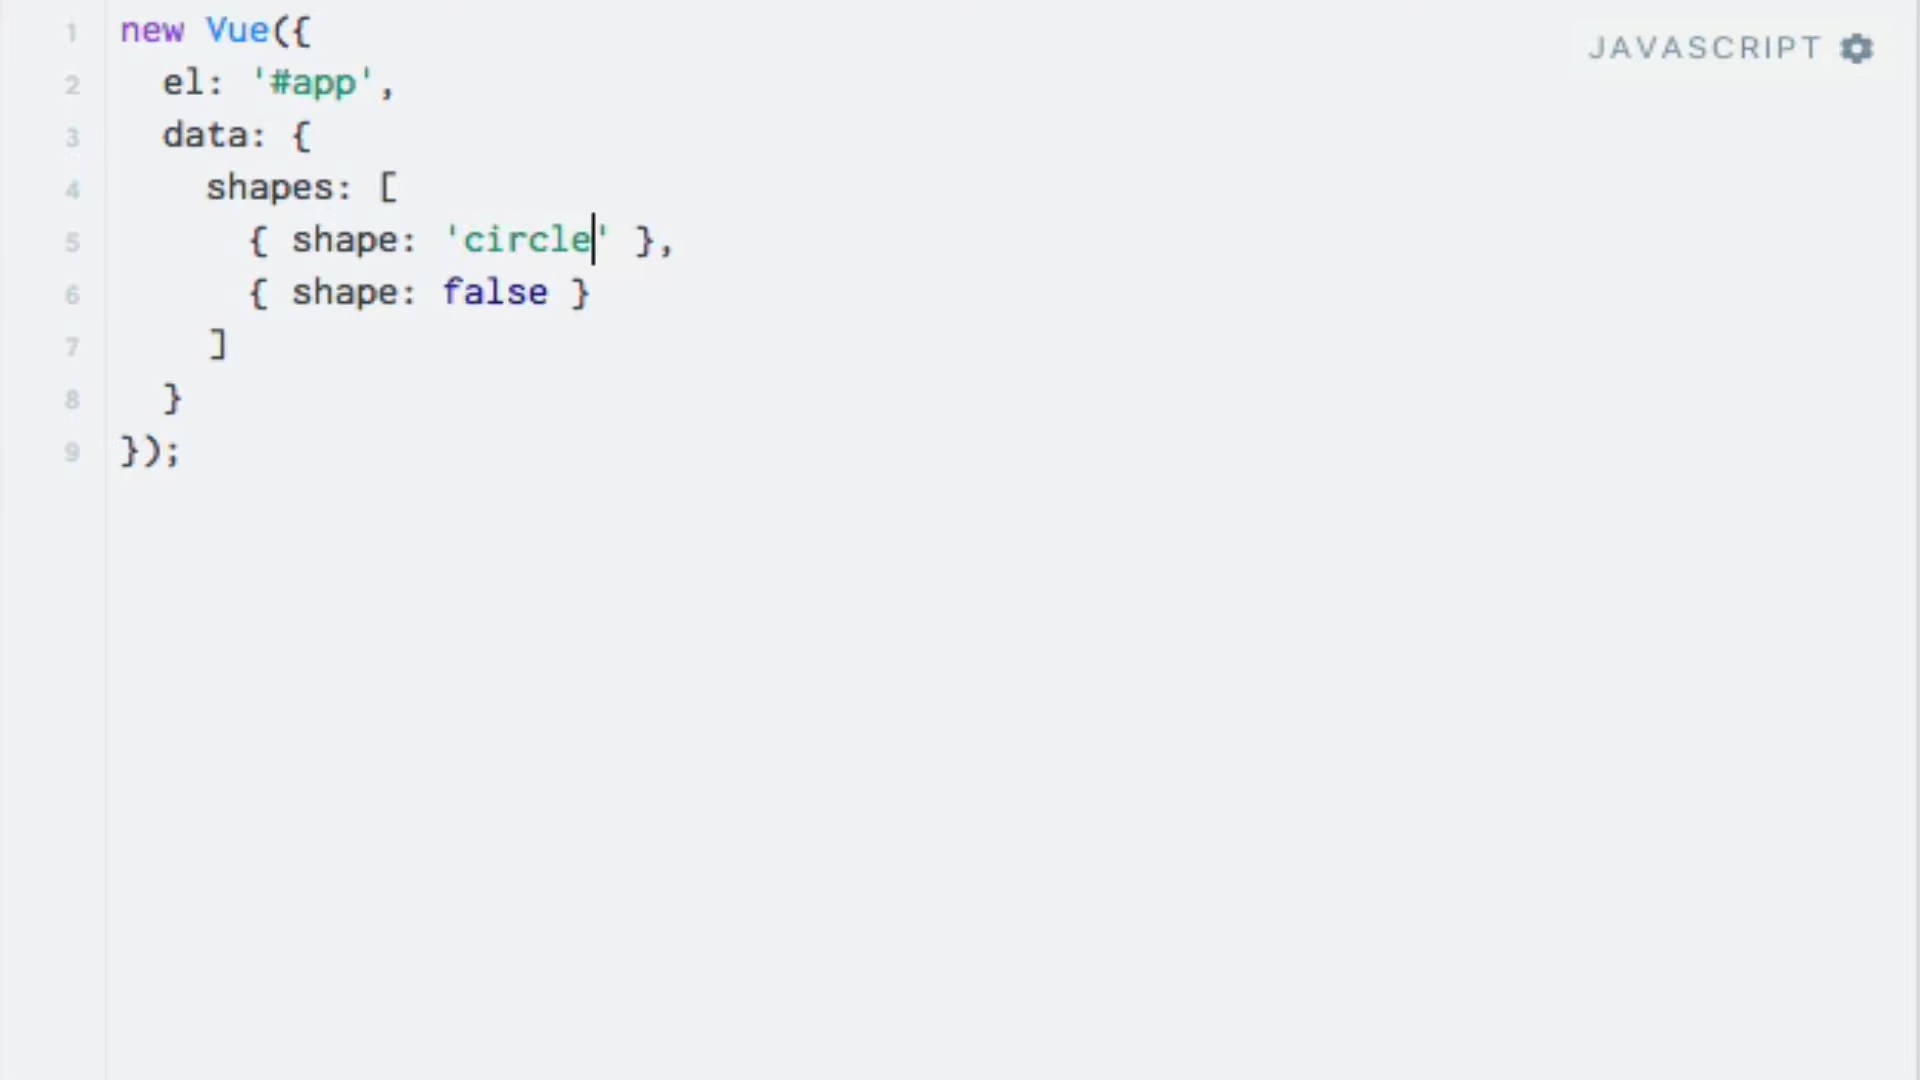 JAVASCRIPT
1 new Vue({
2   el: '#app',
3   data: {
4     shapes: [
5       { shape: 'circle' },
6       { shape: false }
7     ]
8   }
9 });